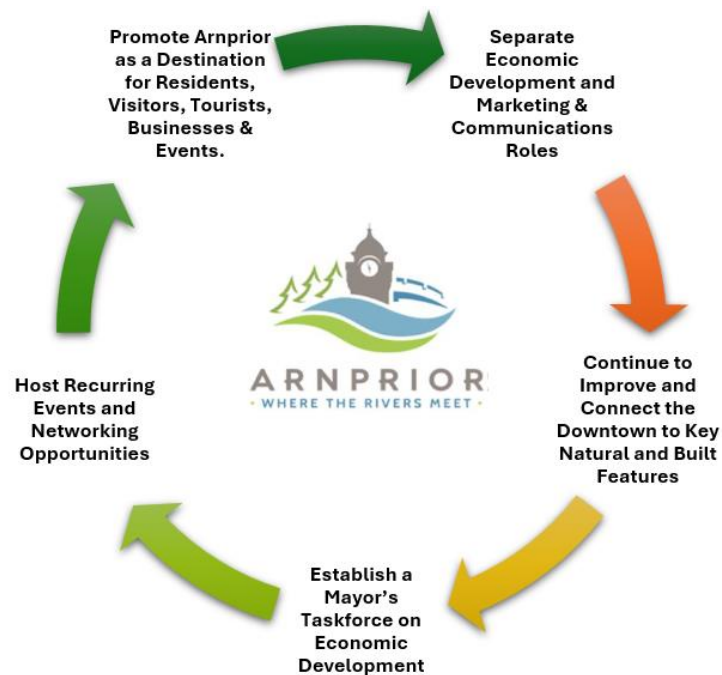 Promote Arnprior
as a Destination
for Residents,
Visitors, Tourists,
Businesses &
Events.
Separate
Economic
Development and
Marketing &
Communications
Roles
Continue to
Improve and
Connect the
Downtown to Key
Natural and Built
Features
Establish a
Mayor’s
Taskforce on
Economic
Development
Host Recurring
Events and
Networking
Opportunities
ARNPRIOR
• WHERE THE RIVERS MEET •